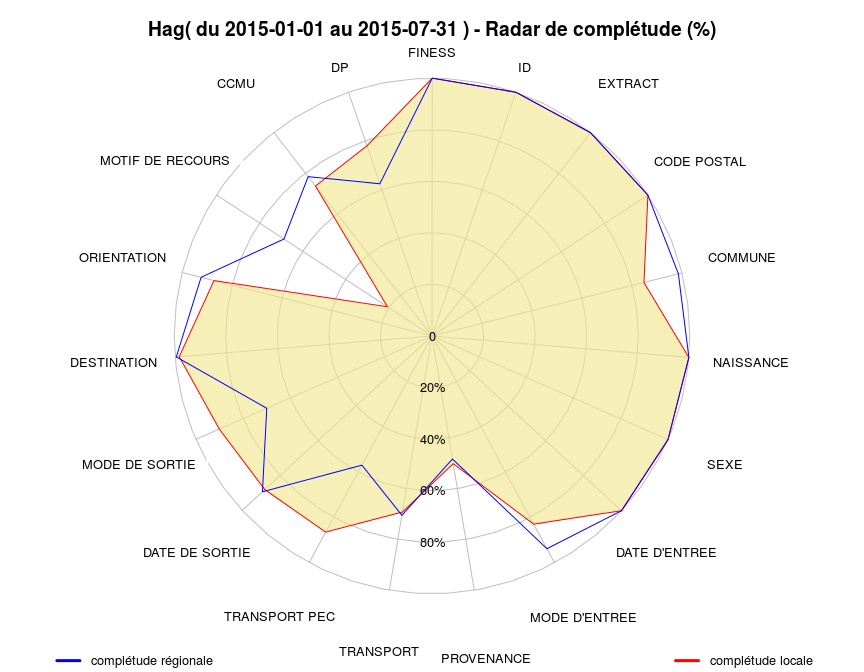 Hag( du 2015-01-01 au 2015-07-31 ) - Radar de complétude (%)
FINESS
DP
ID
CCMU
EXTRACT
MOTIF DE RECOURS
CODE POSTAL
ORIENTATION
COMMUNE
0
DESTINATION
NAISSANCE
20%
40%
MODE DE SORTIE
SEXE
60%
80%
DATE DE SORTIE
DATE D'ENTREE
TRANSPORT PEC
MODE D'ENTREE
TRANSPORT
PROVENANCE
complétude régionale
complétude locale